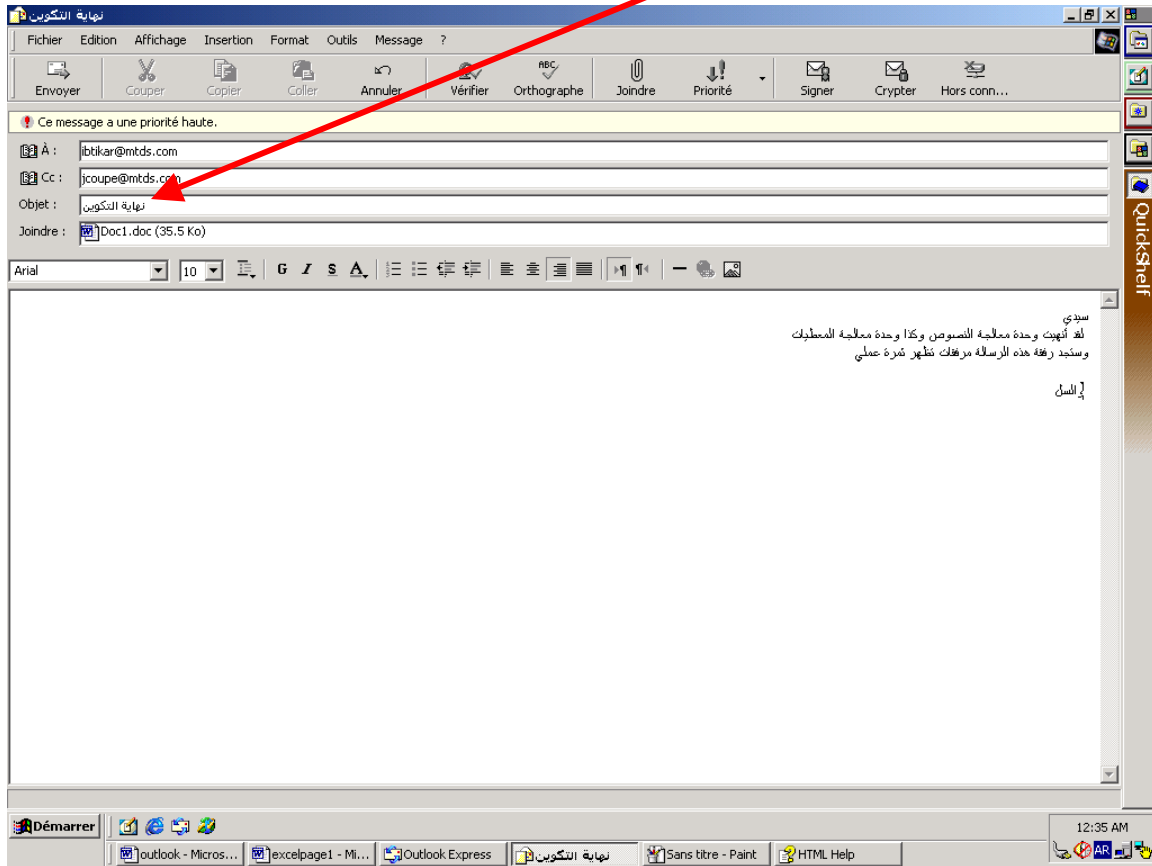 نهاية التكوين
Fichier Edition Affichage Insertion Format Outils Message ?
Envoyer Couper Copier Coller Annuler Vérifier Orthographe Joindre Priorité Signer Crypter Hors conn...
Ce message a une priorité haute.
À : ibtikar@mtds.com
Cc : jcoupe@mtds.com
Objet : نهاية التكوين
Joindre : Doc1.doc (35.5 Ko)
Arial 10 G I S A
سيدي
لقد أنهيت وحدة معالجة النصوص وكذا وحدة معالجة المعطيات
وستجد رفقة هذه الرسالة مرفقات تظهر ثمرة عملي
السل
QuickShelf
Démarrer
12:35 AM
outlook - Micros... excelpage1 - Mi... Outlook Express نهاية التكوين Sans titre - Paint HTML Help
AR